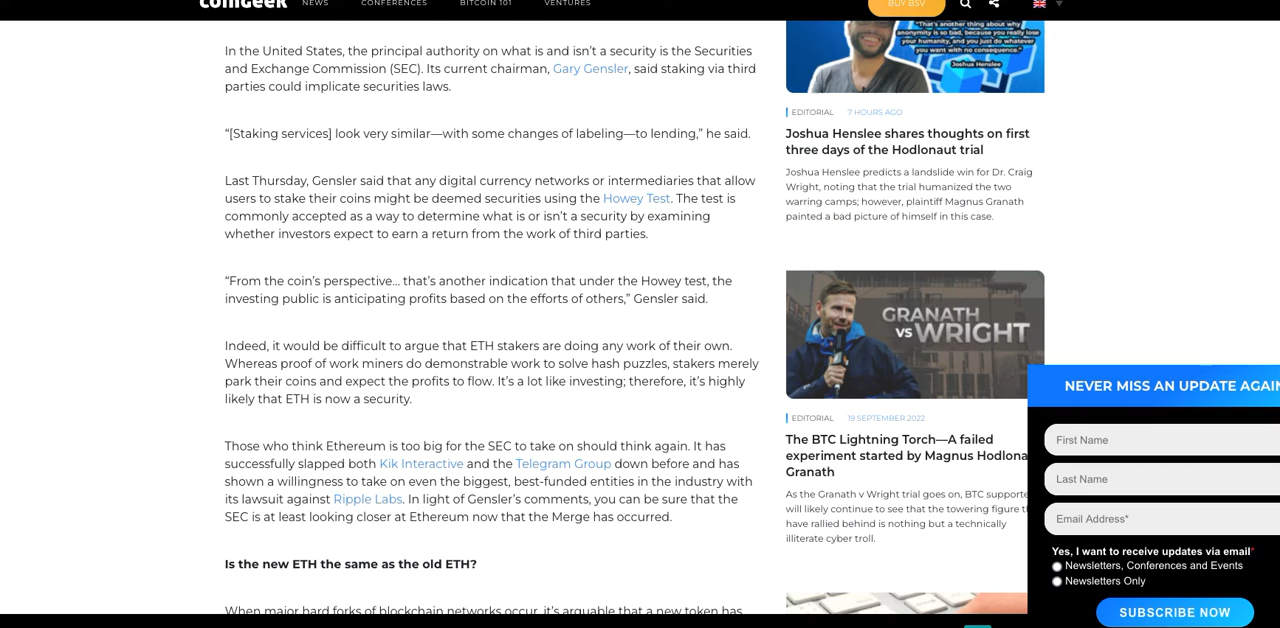 CoinGeek
NEWS
CONFERENCES
BITCOIN 101
VENTURES
BUY BSV
In the United States, the principal authority on what is and isn't a security is the Securities
and Exchange Commission (SEC). Its current chairman, Gary Gensler, said staking via third
parties could implicate securities laws.
“[Staking services] look very similar—with some changes of labeling—to lending,” he said.
Last Thursday, Gensler said that any digital currency networks or intermediaries that allow
users to stake their coins might be deemed securities using the Howey Test. The test is
commonly accepted as a way to determine what is or isn't a security by examining
whether investors expect to earn a return from the work of third parties.
“From the coin's perspective… that's another indication that under the Howey test, the
investing public is anticipating profits based on the efforts of others,” Gensler said.
Indeed, it would be difficult to argue that ETH stakers are doing any work of their own.
Whereas proof of work miners do demonstrable work to solve hash puzzles, stakers merely
park their coins and expect the profits to flow. It's a lot like investing; therefore, it's highly
likely that ETH is now a security.
Those who think Ethereum is too big for the SEC to take on should think again. It has
successfully slapped both Kik Interactive and the Telegram Group down before and has
shown a willingness to take on even the biggest, best-funded entities in the industry with
its lawsuit against Ripple Labs. In light of Gensler's comments, you can be sure that the
SEC is at least looking closer at Ethereum now that the Merge has occurred.
Is the new ETH the same as the old ETH?
When major hard forks of blockchain networks occur, it's arguable that a new token has
"That's another thing about why
anonymity is so bad, because you really lose
your humanity, and you just do whatever
you want with no consequence."
Joshua Henslee
EDITORIAL 7 HOURS AGO
Joshua Henslee shares thoughts on first
three days of the Hodlonaut trial
Joshua Henslee predicts a landslide win for Dr. Craig
Wright, noting that the trial humanized the two
warring camps; however, plaintiff Magnus Granath
painted a bad picture of himself in this case.
GRANATH
VS WRIGHT
EDITORIAL 19 SEPTEMBER 2022
The BTC Lightning Torch—A failed
experiment started by Magnus Hodlona
Granath
As the Granath v Wright trial goes on, BTC supporte
will likely continue to see that the towering figure t
have rallied behind is nothing but a technically
illiterate cyber troll.
NEVER MISS AN UPDATE AGAIN
First Name
Last Name
Email Address*
Yes, I want to receive updates via email*
Newsletters, Conferences and Events
Newsletters Only
SUBSCRIBE NOW